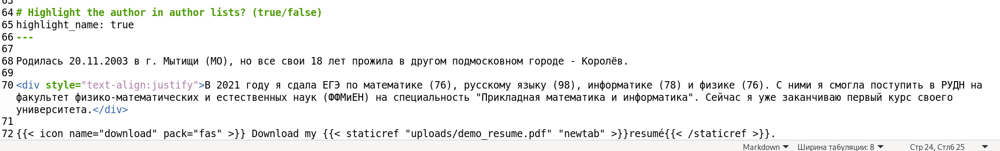 63
64 # Highlight the author in author lists? (true/false)
65 highlight_name: true
66 ---
67
68 Родилась 20.11.2003 в г. Мытищи (МО), но все свои 18 лет прожила в другом подмосковном городе - Королёв.
69
70 <div style="text-align:justify">В 2021 году я сдала ЕГЭ по математике (76), русскому языку (98), информатике (78) и физике (76). С ними я смогла поступить в РУДН на
факультет физико-математических и естественных наук (ФФМиЕН) на специальность "Прикладная математика и информатика". Сейчас я уже заканчиваю первый курс своего
университета.</div>
71
72 {{< icon name="download" pack="fas" >}} Download my {{< staticref "uploads/demo_resume.pdf" "newtab" >}}resumé{{< /staticref >}}.
Markdown Ширина табуляции: 8 Стр 24, Стлб 25